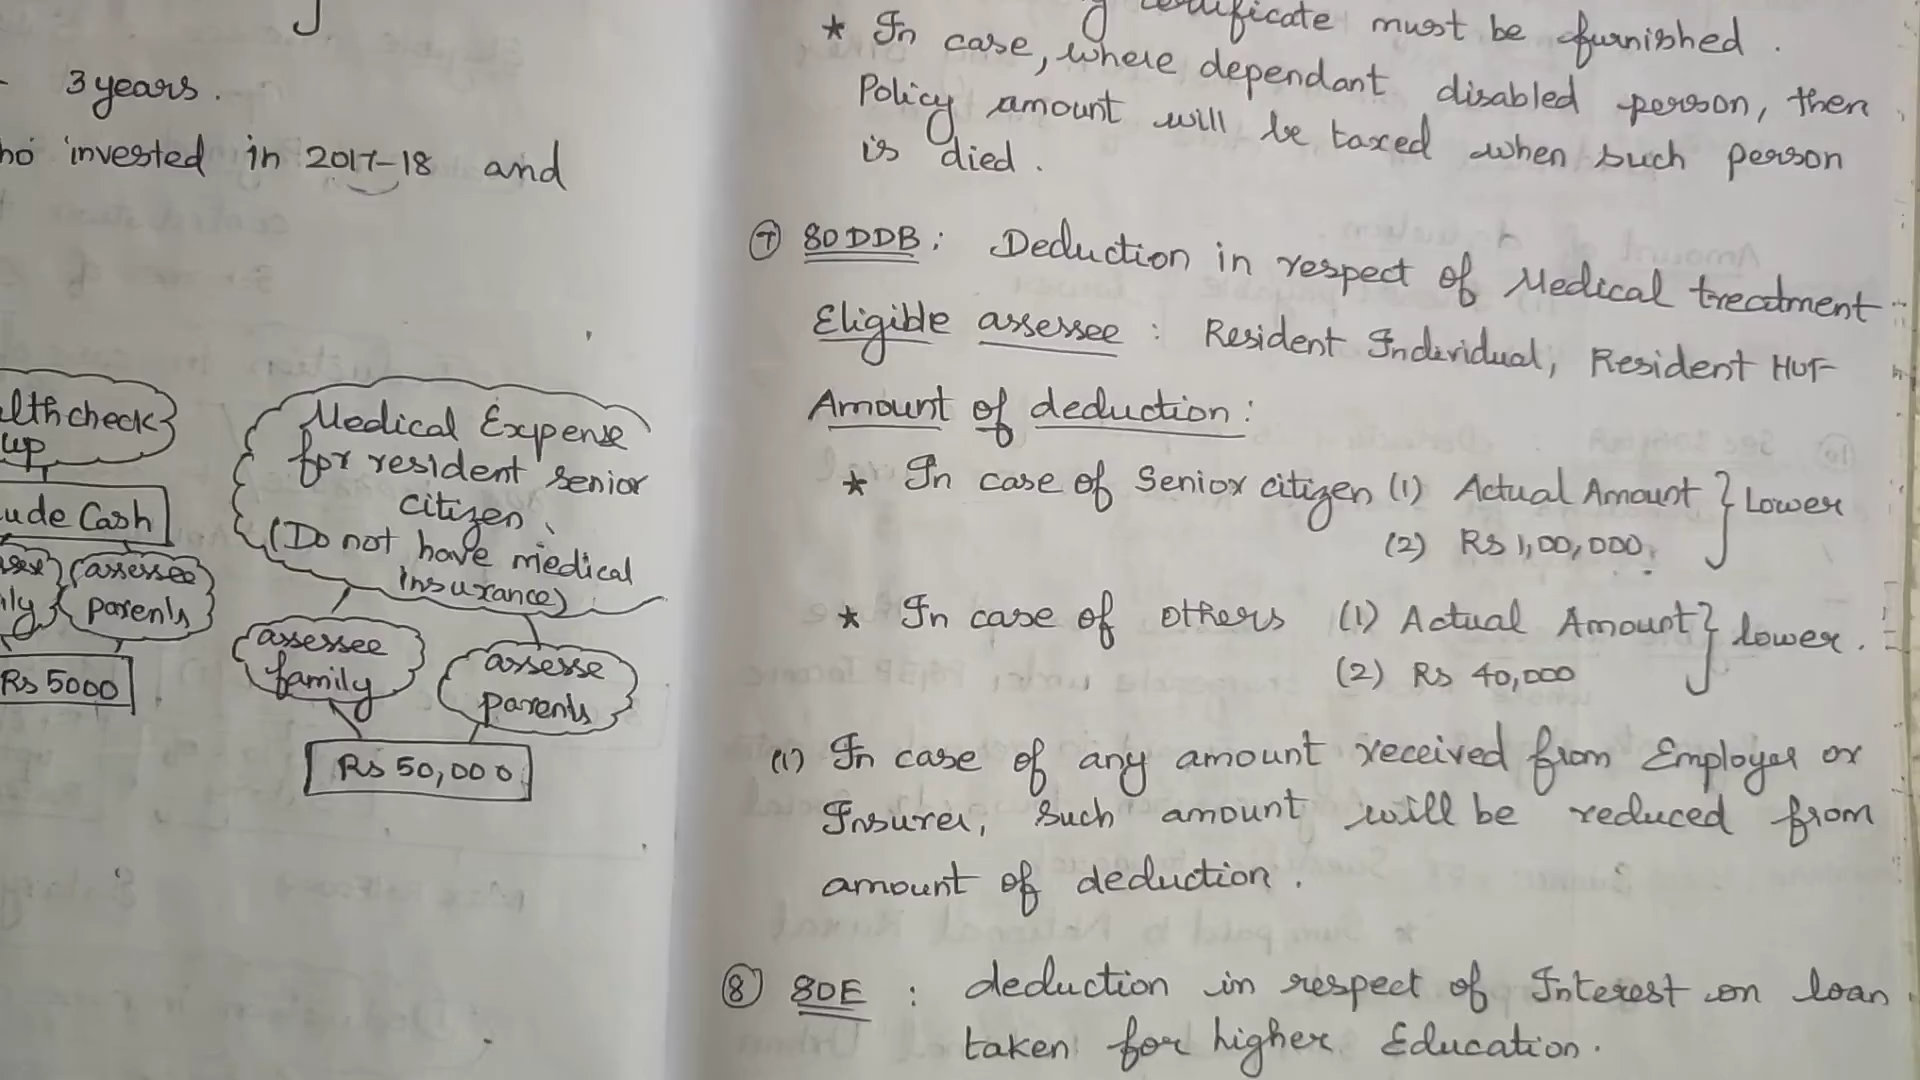 3 years.
invested in 2017-18 and
check
up
Cash
assessee
parents
Rs 5000
Medical Expense
for resident senior
citizen
(Do not have medical
insurance)
assessee
family
assesse
parents
Rs 50,000
certificate must be furnished.
* In case, where dependant disabled person, then
Policy amount will be taxed when such person
is died.
⑦ 80DDB: Deduction in respect of Medical treatment
Eligible assessee : Resident Individual, Resident HUF
Amount of deduction:
* In case of Senior citizen (1) Actual Amount } Lower
(2) Rs 1,00,000.
* In case of others (1) Actual Amount } lower.
(2) Rs 40,000
(1) In case of any amount received from Employer or
Insurer, such amount will be reduced from
amount of deduction.
⑧ 80E : deduction in respect of Interest on loan
taken for higher Education.